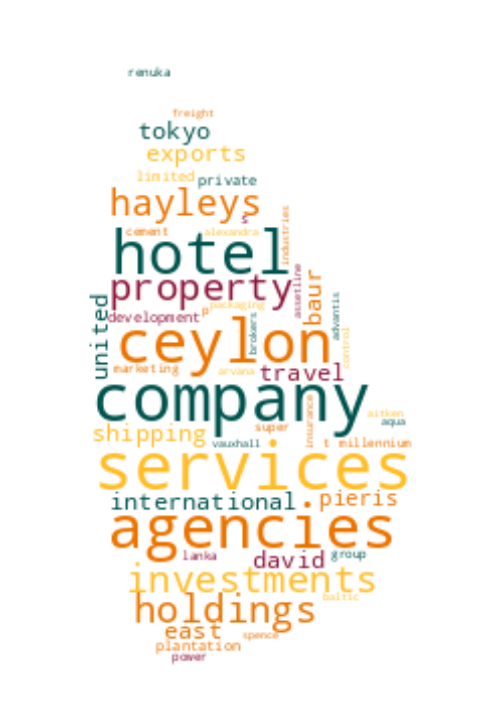 renuka
freight
tokyo
exports
limited private
hayleys
s
industries
cement alexandra
hotel
assetline
property
baur
packaging
p
development
united
advantis
brokers
control
ceylon
marketing arvana travel
company
aitken
aqua
insurance
super
shipping
vauxhall
t millennium
services
international pieris
agencies
lanka david group
investments
baltic
holdings
east spence
plantation
power